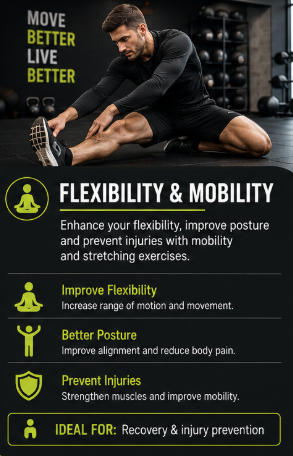 MOVE
BETTER
LIVE
BETTER
FLEXIBILITY & MOBILITY
Enhance your flexibility, improve posture
and prevent injuries with mobility
and stretching exercises.
Improve Flexibility
Increase range of motion and movement.
Better Posture
Improve alignment and reduce body pain.
Prevent Injuries
Strengthen muscles and improve mobility.
IDEAL FOR: Recovery & injury prevention